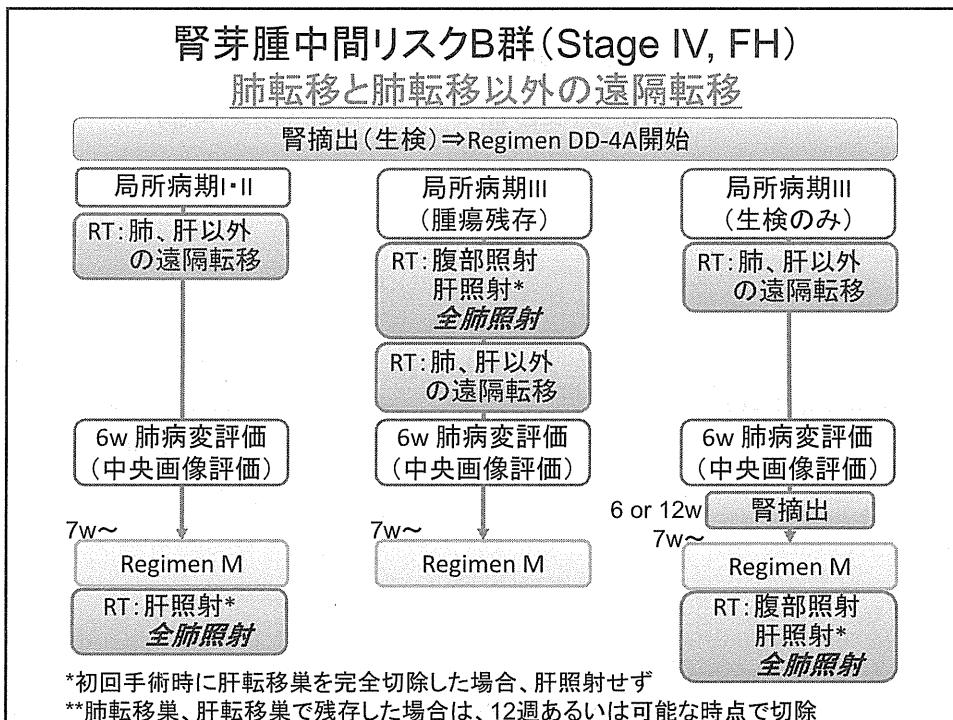 腎芽腫中間リスクB群(Stage IV, FH)
肺転移と肺転移以外の遠隔転移
腎摘出(生検)⇒Regimen DD-4A開始
局所病期I・II
RT:肺、肝以外
の遠隔転移
6w 肺病変評価
(中央画像評価)
7w～
Regimen M
RT:肝照射*
全肺照射
局所病期III
(腫瘍残存)
RT:腹部照射
肝照射*
全肺照射
RT:肺、肝以外
の遠隔転移
6w 肺病変評価
(中央画像評価)
7w～
Regimen M
局所病期III
(生検のみ)
RT:肺、肝以外
の遠隔転移
6w 肺病変評価
(中央画像評価)
6 or 12w 腎摘出
7w～
Regimen M
RT:腹部照射
肝照射*
全肺照射
*初回手術時に肝転移巣を完全切除した場合、肝照射せず
**肺転移巣、肝転移巣で残存した場合は、12週あるいは可能な時点で切除